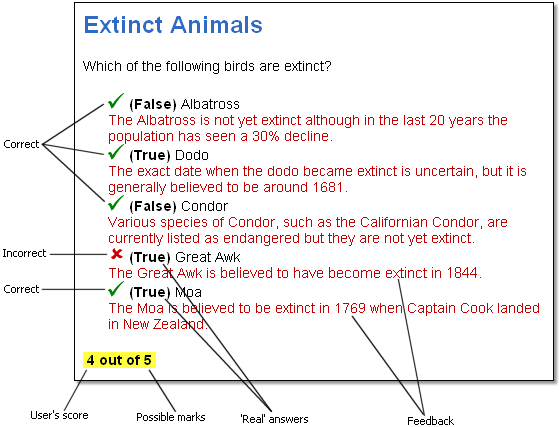 Extinct Animals
Which of the following birds are extinct?
(False) Albatross
The Albatross is not yet extinct although in the last 20 years the
population has seen a 30% decline.
Correct
(True) Dodo
The exact date when the dodo became extinct is uncertain, but it is
generally believed to be around 1681.
(False) Condor
Various species of Condor, such as the Californian Condor, are
currently listed as endangered but they are not yet extinct.
Incorrect
(True) Great Awk
The Great Awk is believed to have become extinct in 1844.
Correct
(True) Moa
The Moa is believed to be extinct in 1769 when Captain Cook landed
in New Zealand.
4 out of 5
User's score
Possible marks
'Real' answers
Feedback